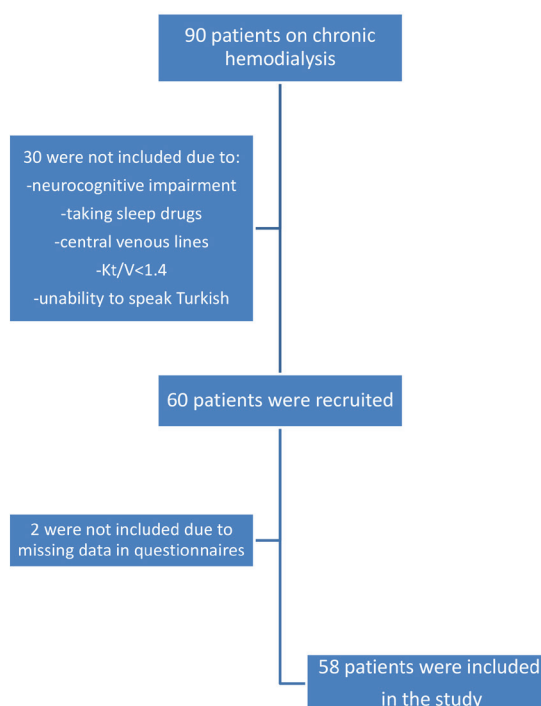 90 patients on chronic
hemodialysis
30 were not included due to:
-neurocognitive impairment
-taking sleep drugs
-central venous lines
-Kt/V<1.4
-unability to speak Turkish
60 patients were recruited
2 were not included due to
missing data in questionnaires
58 patients were included
in the study